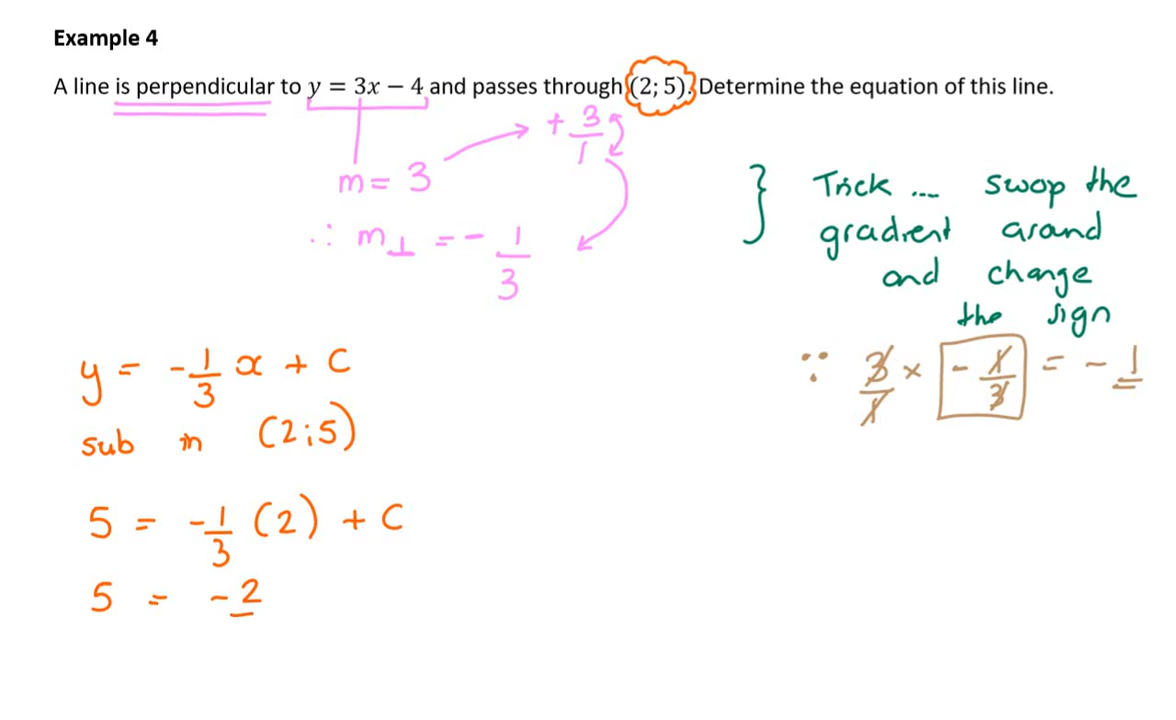 Example 4
A line is perpendicular to y = 3x − 4 and passes through (2; 5). Determine the equation of this line.
m = 3 → + 3/1
∴ m⊥ = - 1/3
} Trick ... swop the
gradient arond
and change
the sign
∵ 3/1 × - 1/3 = - 1
y = -1/3 x + C
sub in (2;5)
5 = -1/3 (2) + C
5 = -2